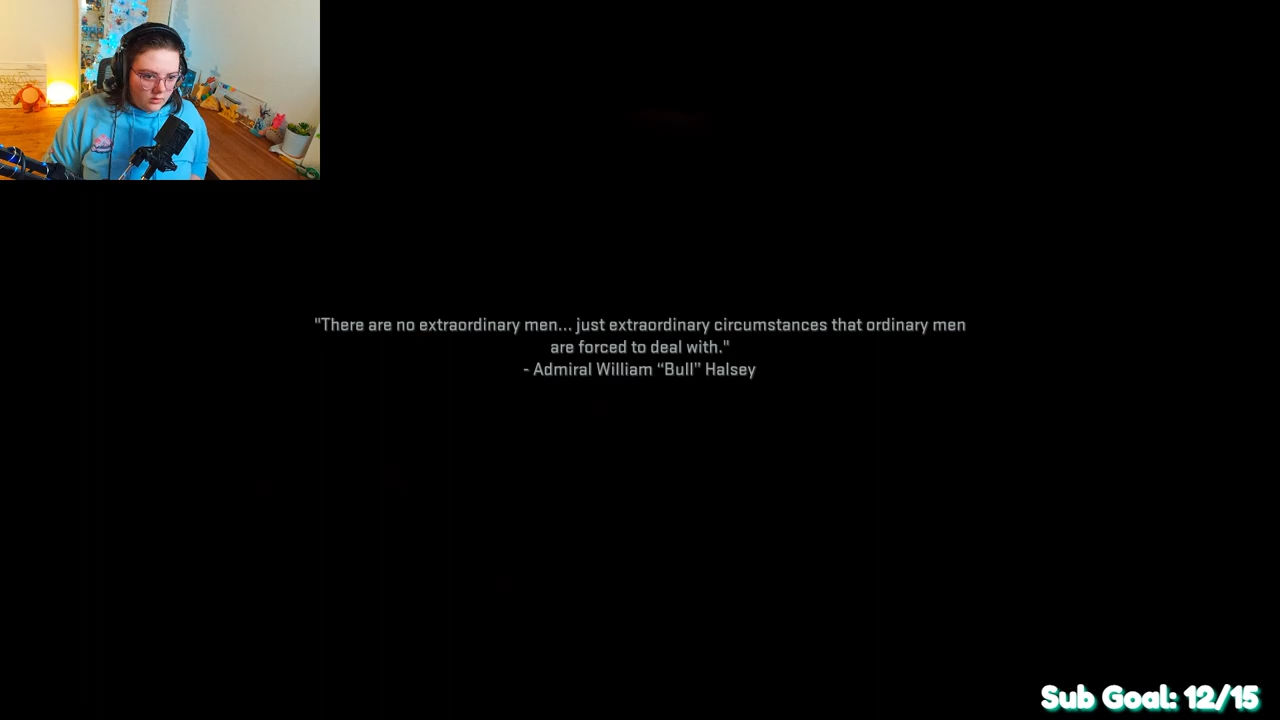 "There are no extraordinary men... just extraordinary circumstances that ordinary men
are forced to deal with."
- Admiral William “Bull” Halsey
Sub Goal: 12/15